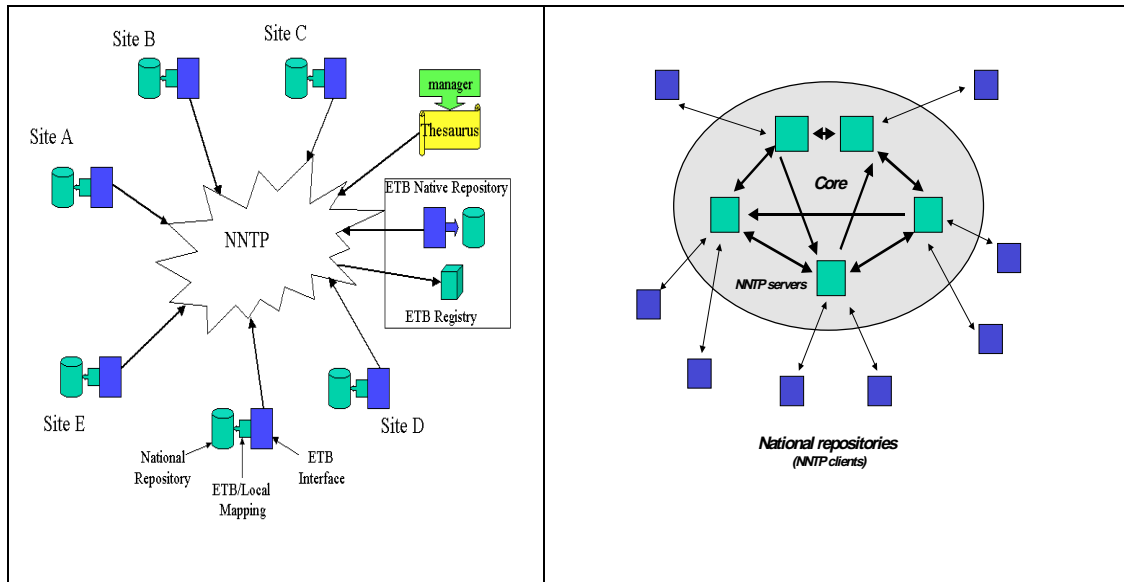 Site B
Site C
manager
Thesaurus
Site A
ETB Native Repository
NNTP
ETB Registry
Site E
Site D
National
Repository
ETB/Local
Mapping
ETB
Interface
Core
NNTP servers
National repositories
(NNTP clients)